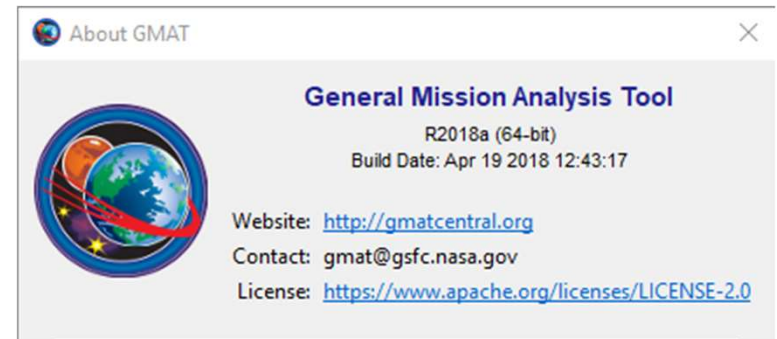 About GMAT
General Mission Analysis Tool
R2018a (64-bit)
Build Date: Apr 19 2018 12:43:17
Website: http://gmatcentral.org
Contact: gmat@gsfc.nasa.gov
License: https://www.apache.org/licenses/LICENSE-2.0